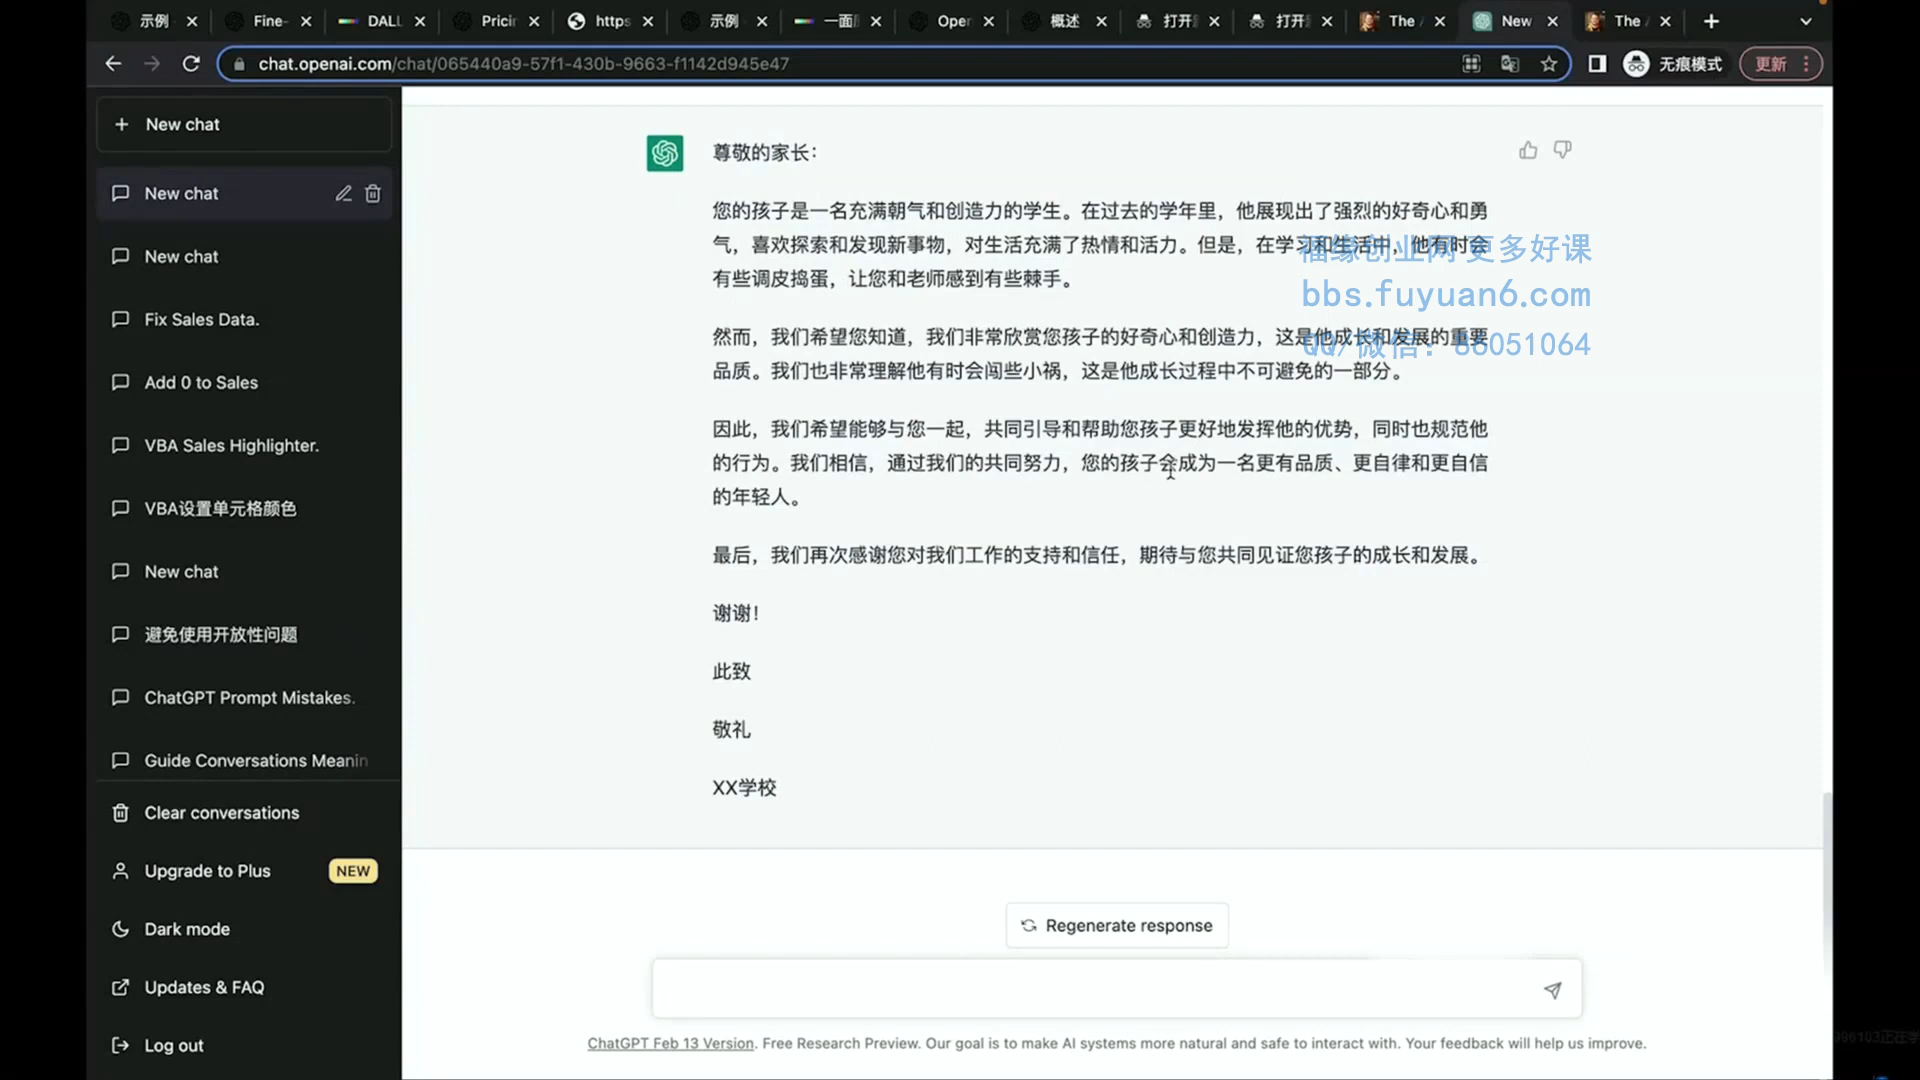 示例
Fine-
DALL
Pricin
https
示例
一面
Open
概述
打开
打开
The
New
The
chat.openai.com/chat/065440a9-57f1-430b-9663-f1142d945e47
无痕模式
更新
New chat
New chat
New chat
Fix Sales Data.
Add 0 to Sales
VBA Sales Highlighter.
VBA设置单元格颜色
New chat
避免使用开放性问题
ChatGPT Prompt Mistakes.
Guide Conversations Meanin
Clear conversations
Upgrade to Plus
NEW
Dark mode
Updates & FAQ
Log out
尊敬的家长：
您的孩子是一名充满朝气和创造力的学生。在过去的学年里，他展现出了强烈的好奇心和勇
气，喜欢探索和发现新事物，对生活充满了热情和活力。但是，在学习和生活中，他有时会
有些调皮捣蛋，让您和老师感到有些棘手。
然而，我们希望您知道，我们非常欣赏您孩子的好奇心和创造力，这是他成长和发展的重要
品质。我们也非常理解他有时会闯些小祸，这是他成长过程中不可避免的一部分。
因此，我们希望能够与您一起，共同引导和帮助您孩子更好地发挥他的优势，同时也规范他
的行为。我们相信，通过我们的共同努力，您的孩子会成为一名更有品质、更自律和更自信
的年轻人。
最后，我们再次感谢您对我们工作的支持和信任，期待与您共同见证您孩子的成长和发展。
谢谢！
此致
敬礼
XX学校
福缘创业网 更多好课
bbs.fuyuan6.com
QQ/微信：86051064
Regenerate response
ChatGPT Feb 13 Version. Free Research Preview. Our goal is to make AI systems more natural and safe to interact with. Your feedback will help us improve.